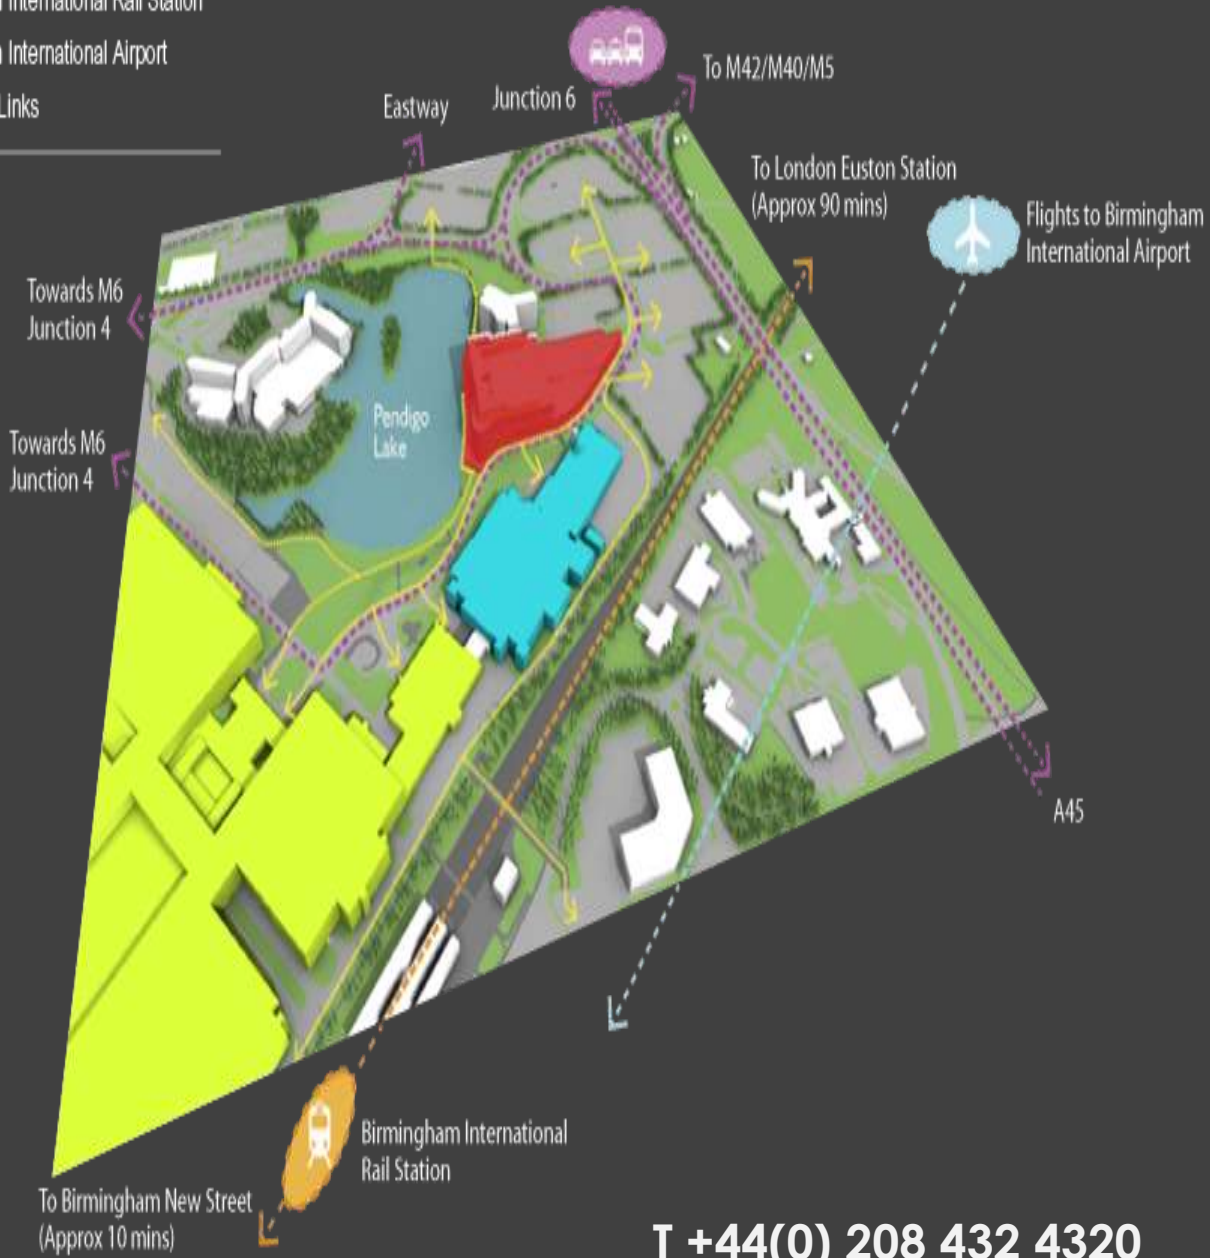 International Rail Station
International Airport
Links
Eastway
Junction 6
To M42/M40/M5
To London Euston Station
(Approx 90 mins)
Flights to Birmingham
International Airport
Towards M6
Junction 4
Towards M6
Junction 4
Pendigo
Lake
A45
Birmingham International
Rail Station
To Birmingham New Street
(Approx 10 mins)
T +44(0) 208 432 4320